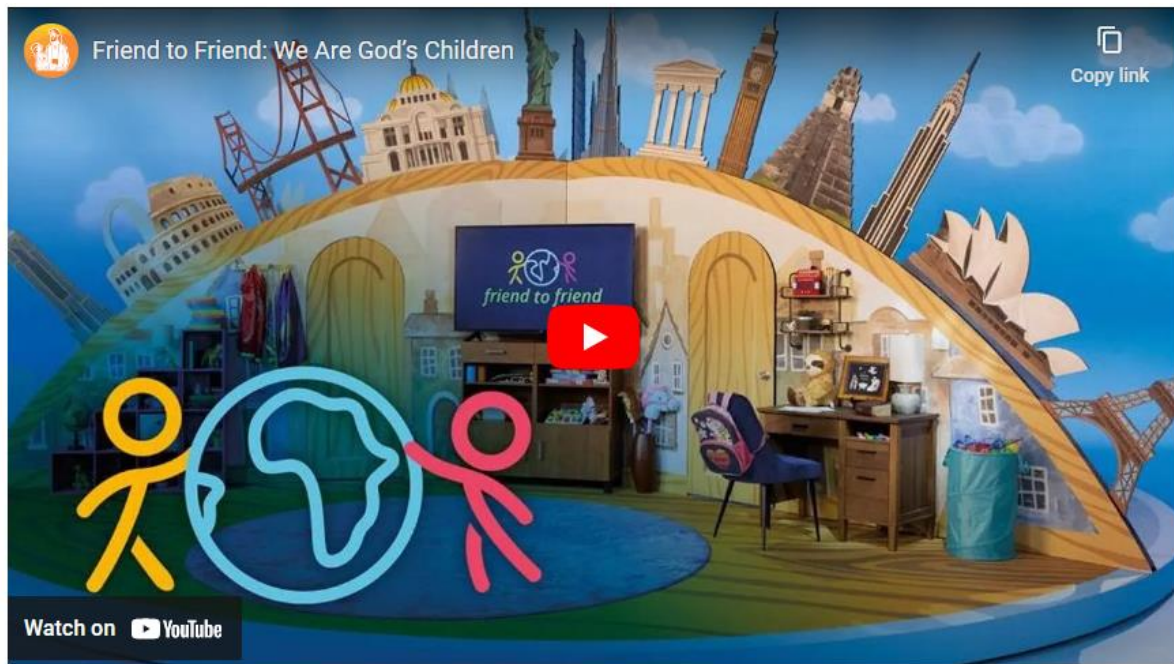 Friend to Friend: We Are God’s Children
Copy link
friend to friend
Watch on YouTube